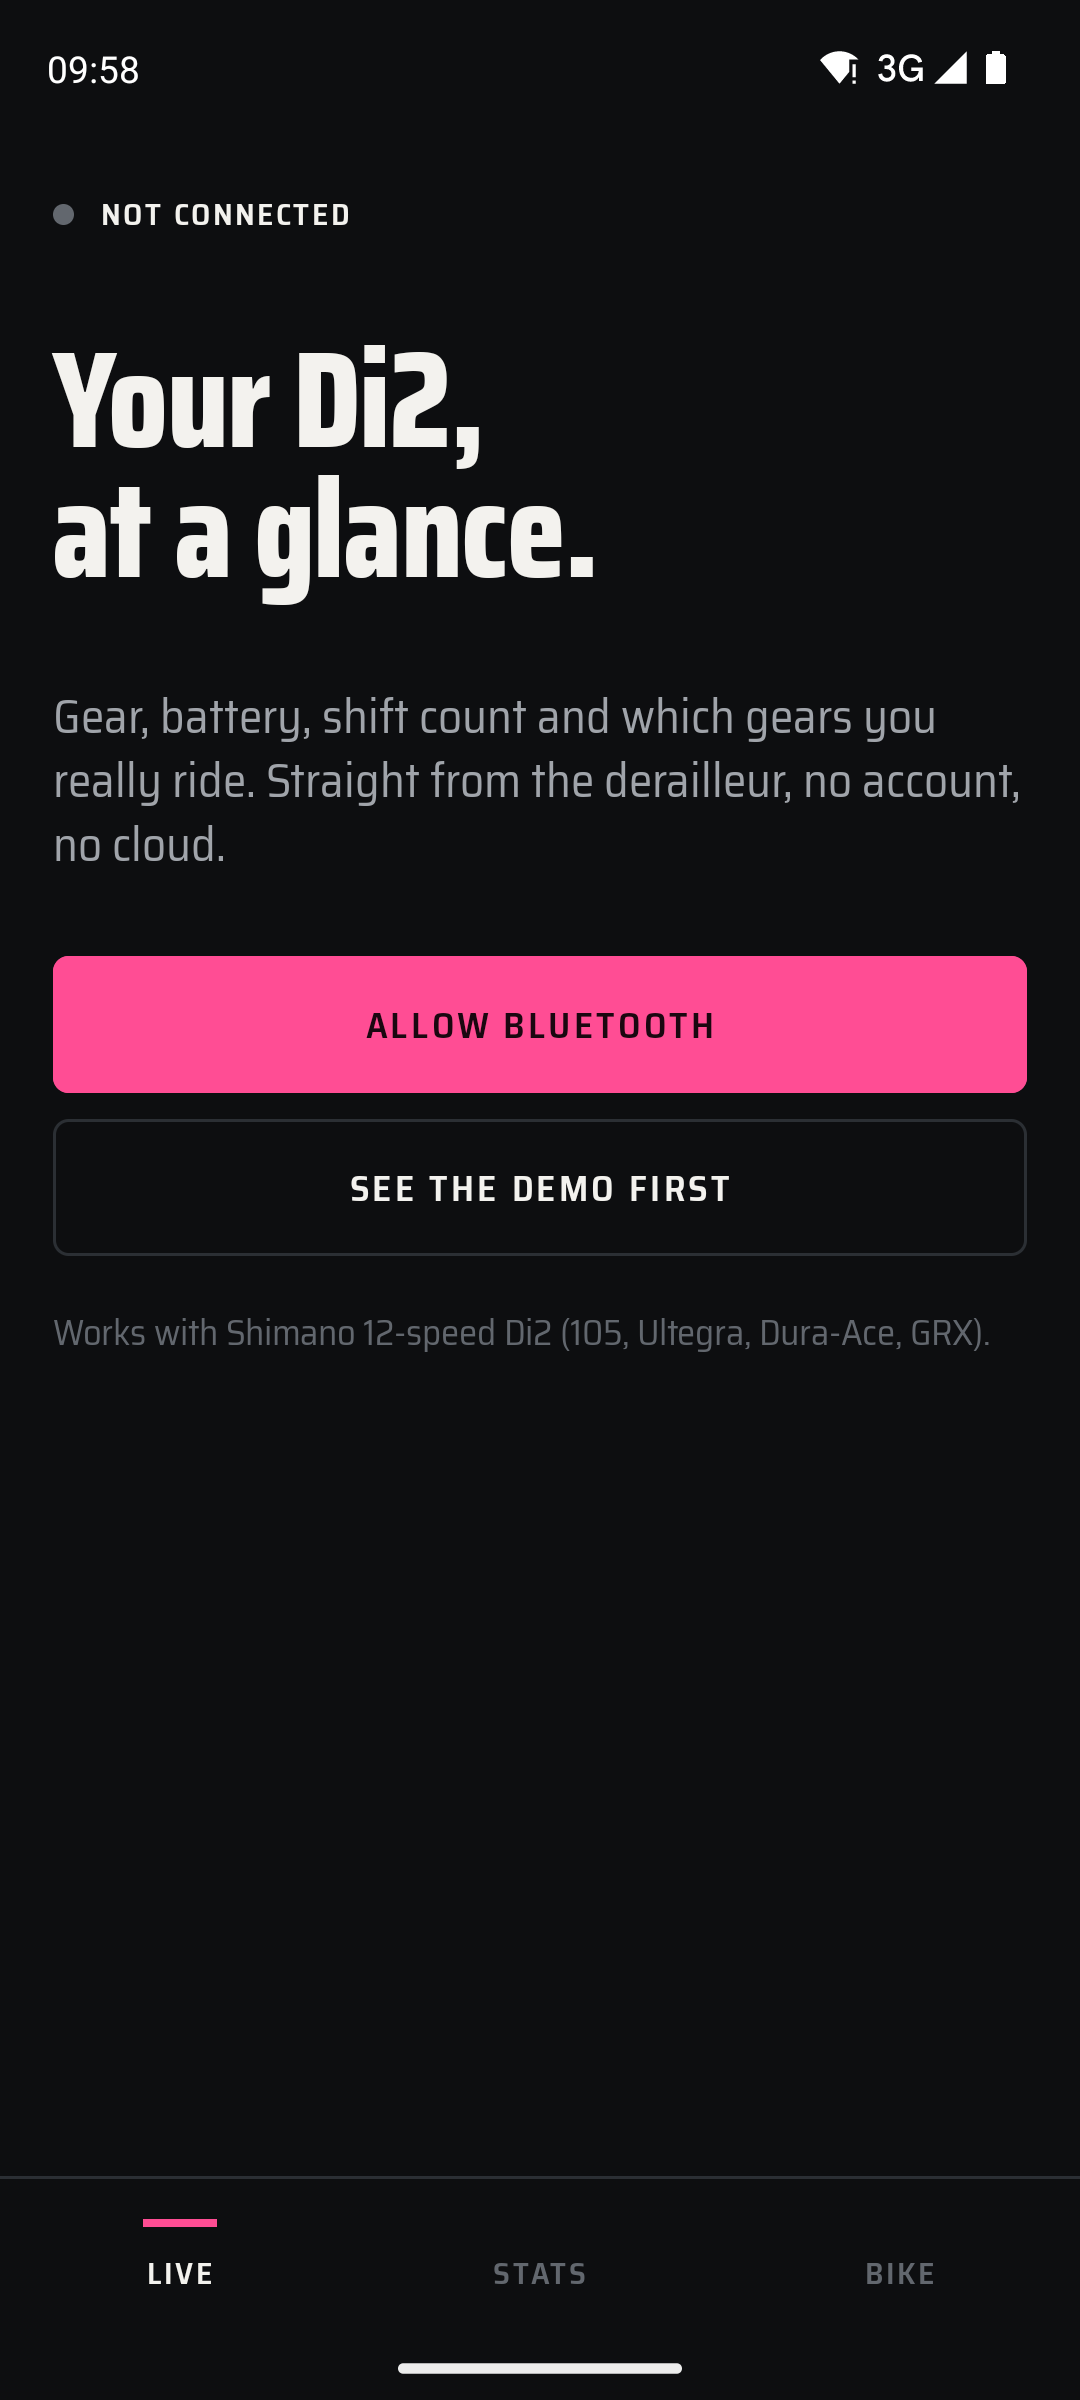 09:58
3G
NOT CONNECTED
Your Di2,
at a glance.
Gear, battery, shift count and which gears you
really ride. Straight from the derailleur, no account,
no cloud.
ALLOW BLUETOOTH
SEE THE DEMO FIRST
Works with Shimano 12-speed Di2 (105, Ultegra, Dura-Ace, GRX).
LIVE
STATS
BIKE